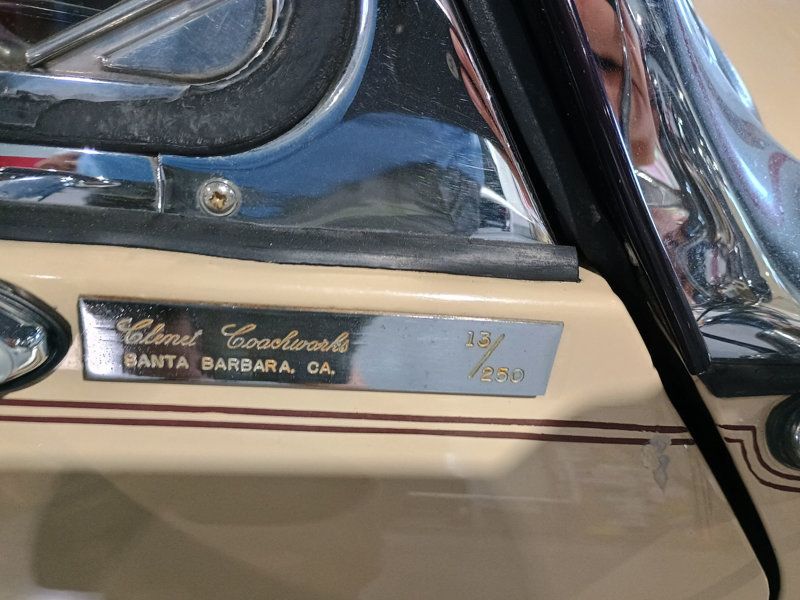 Clenet Coachworks
SANTA BARBARA, CA.
13/250